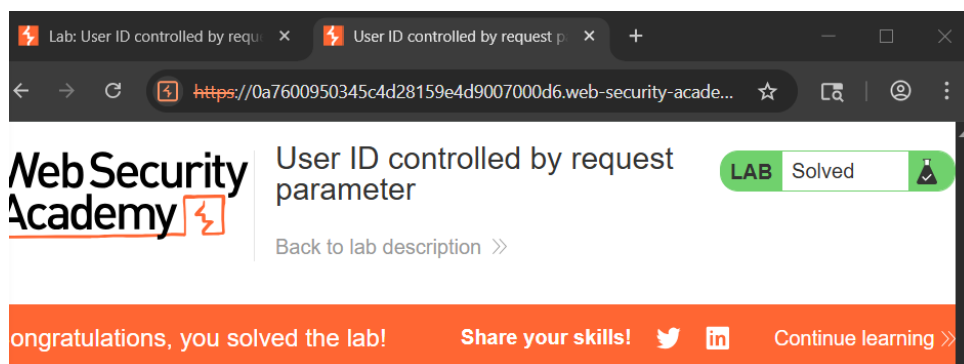 Lab: User ID controlled by requ
User ID controlled by request p
https://0a7600950345c4d28159e4d9007000d6.web-security-acade...
Web Security
Academy
User ID controlled by request
parameter
LAB Solved
Back to lab description
ongratulations, you solved the lab!
Share your skills!
Continue learning